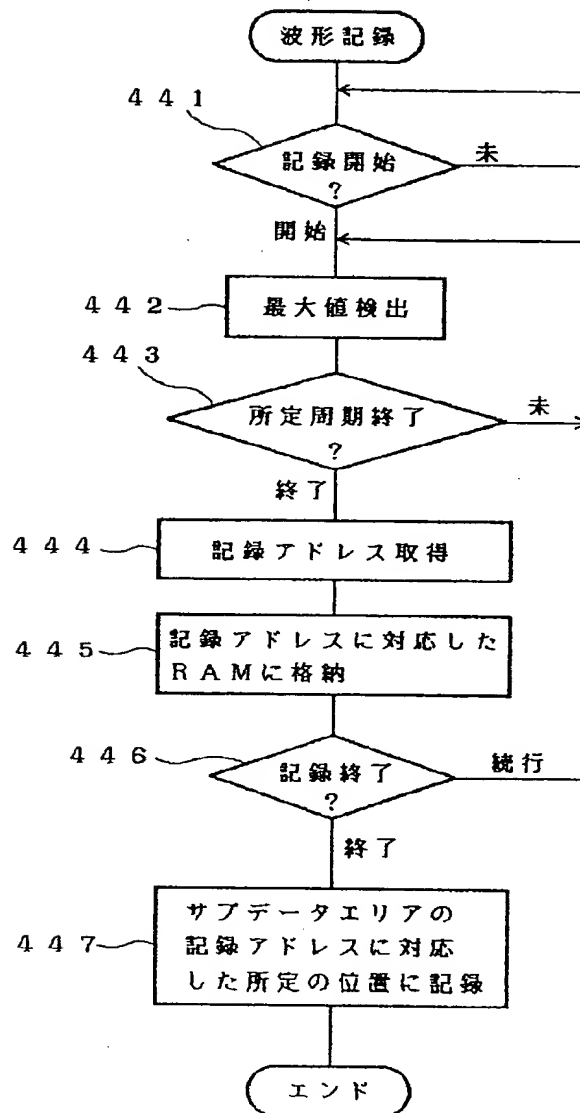 波形記録
441
記録開始
?
未
開始
442
最大値検出
443
所定周期終了
?
未
終了
444
記録アドレス取得
445
記録アドレスに対応した
RAMに格納
446
記録終了
?
続行
終了
447
サブデータエリアの
記録アドレスに対応
した所定の位置に記録
エンド